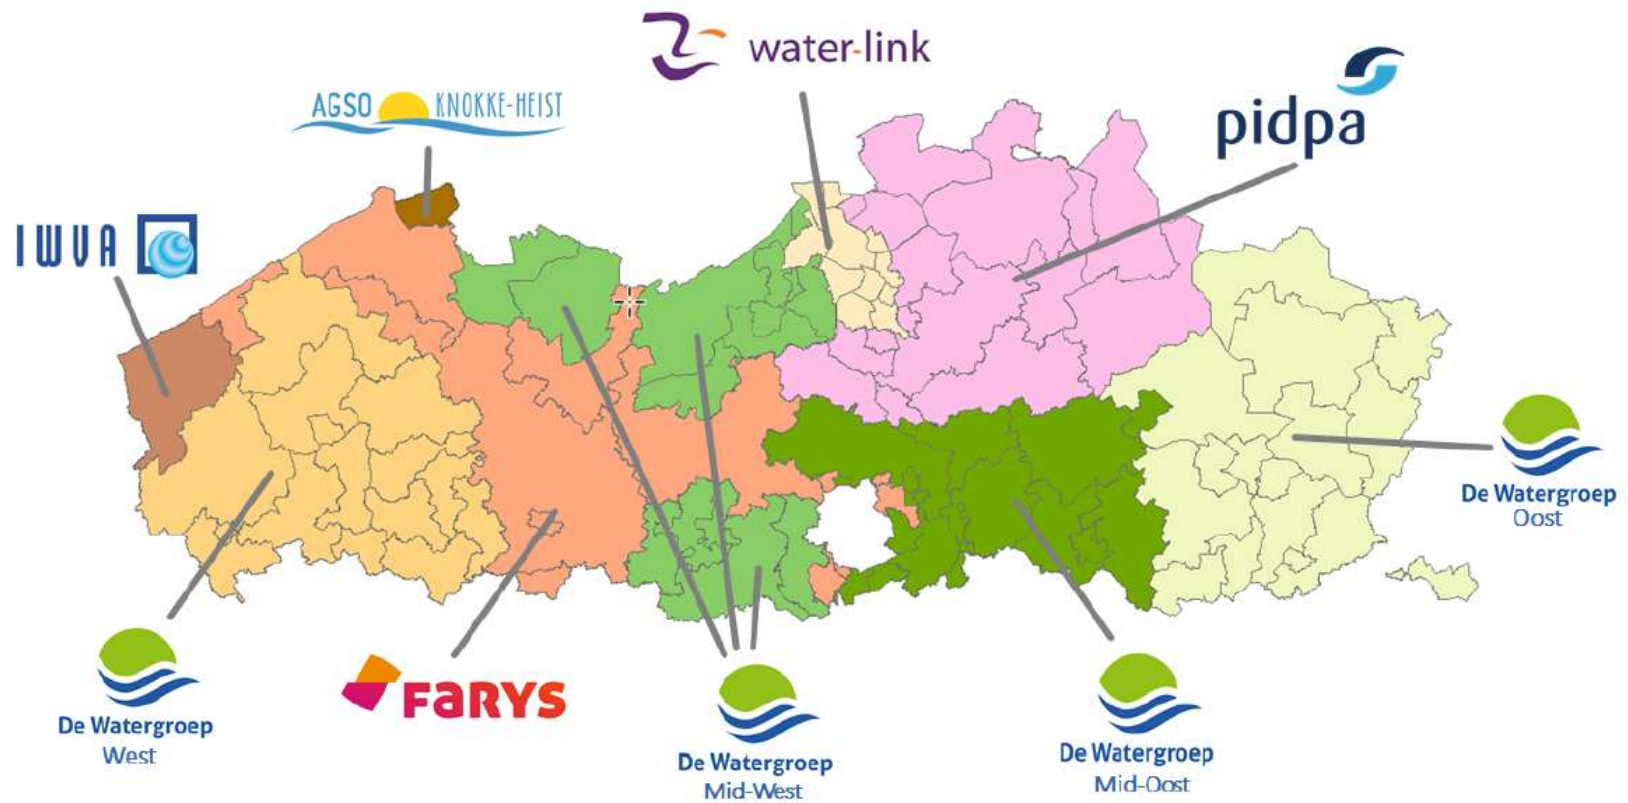 water-link
pidpa
AGSO KNOKKE-HEIST
IWVA
De Watergroep
Oost
De Watergroep
West
FARYS
De Watergroep
Mid-West
De Watergroep
Mid-Oost